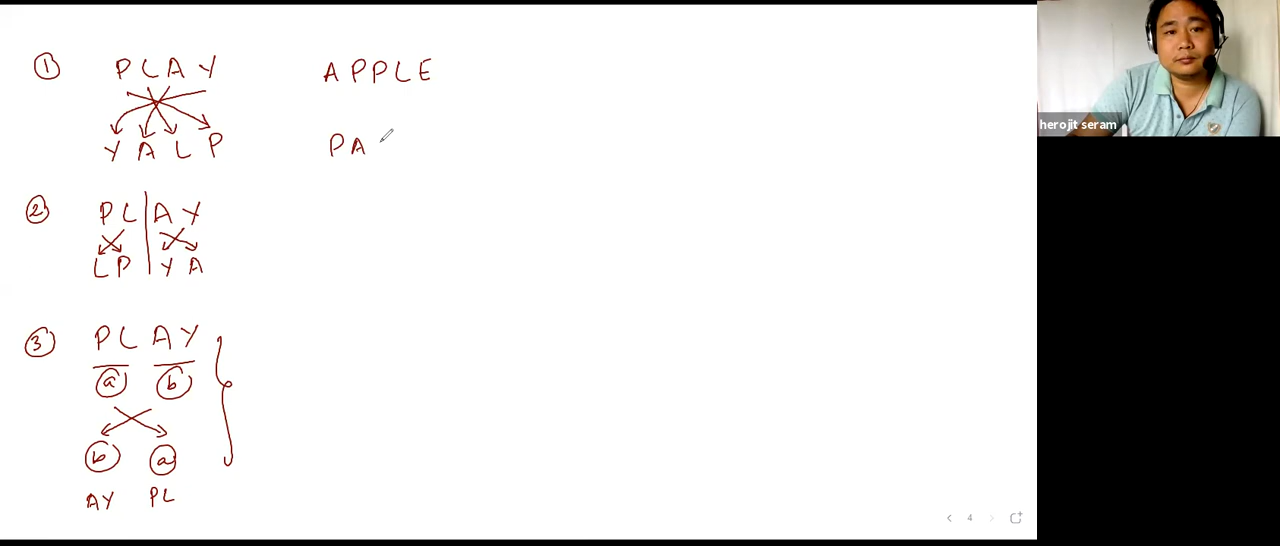 ① PLAY APPLE
YALP PA
② PL AY
LP YA
③ PLAY
ⓐ ⓑ
ⓑ ⓐ
AY PL
herojit seram
4